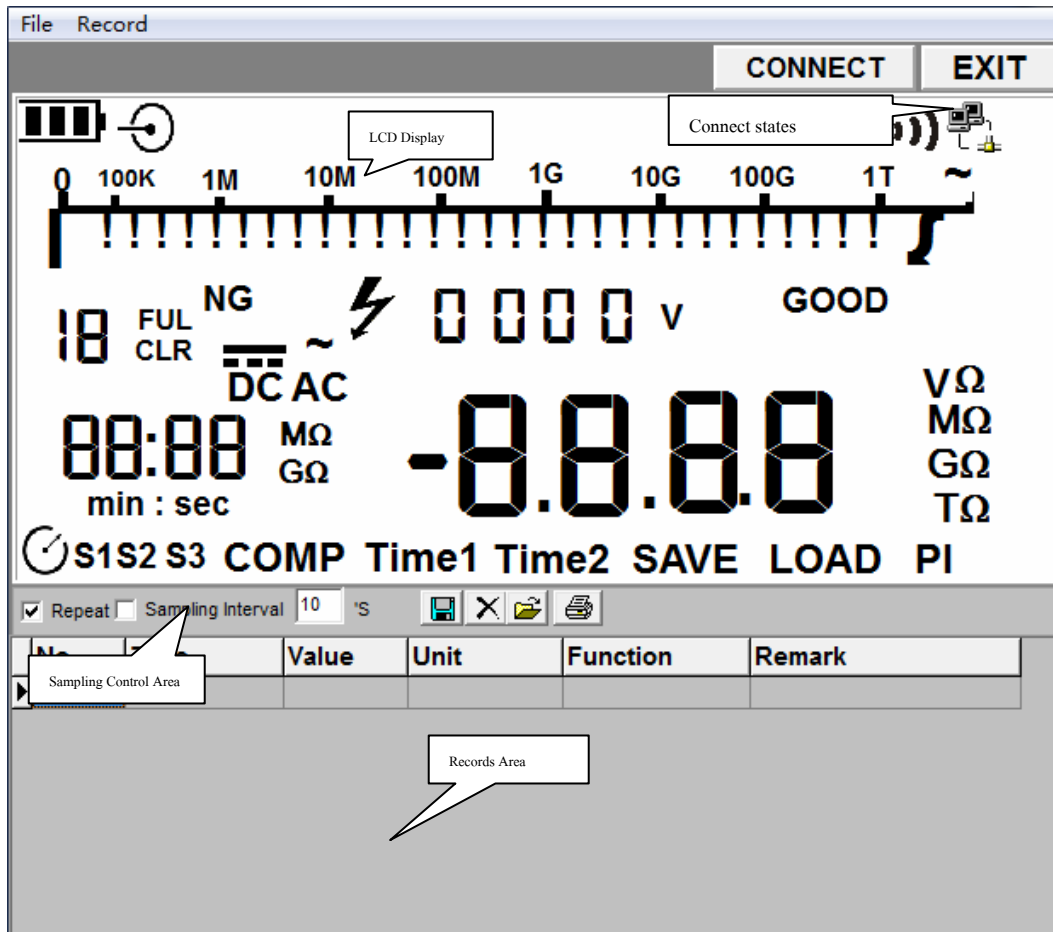 File Record
CONNECT EXIT
LCD Display
Connect states
0 100K 1M 10M 100M 1G 10G 100G 1T ~
18 FUL CLR NG ~ 0000 V GOOD
DC AC
88:88 MΩ GΩ
min : sec
-8.8.8.8
VΩ
MΩ
GΩ
TΩ
S1 S2 S3 COMP Time1 Time2 SAVE LOAD PI
Repeat Sampling Interval 10 'S
Value Unit Function Remark
Sampling Control Area
Records Area